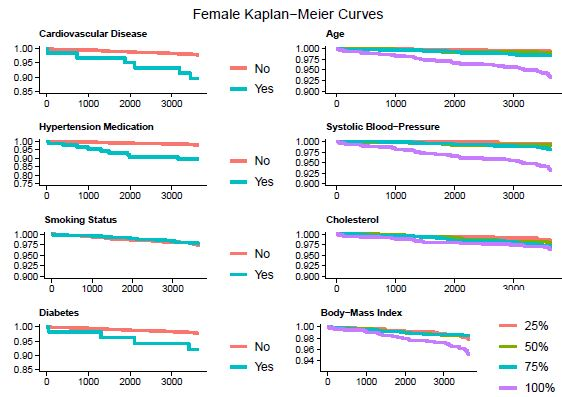 Female Kaplan−Meier Curves
Cardiovascular Disease
1.00
0.95
0.90
0.85
0 1000 2000 3000
No
Yes
Age
1.000
0.975
0.950
0.925
0.900
0 1000 2000 3000
Hypertension Medication
1.00
0.95
0.90
0.85
0.80
0.75
0 1000 2000 3000
No
Yes
Systolic Blood−Pressure
1.000
0.975
0.950
0.925
0.900
0 1000 2000 3000
Smoking Status
1.000
0.975
0.950
0.925
0.900
0 1000 2000 3000
No
Yes
Cholesterol
1.000
0.975
0.950
0.925
0.900
0 1000 2000 3000
Diabetes
1.00
0.95
0.90
0.85
0 1000 2000 3000
No
Yes
Body−Mass Index
1.00
0.98
0.96
0.94
0 1000 2000 3000
25%
50%
75%
100%